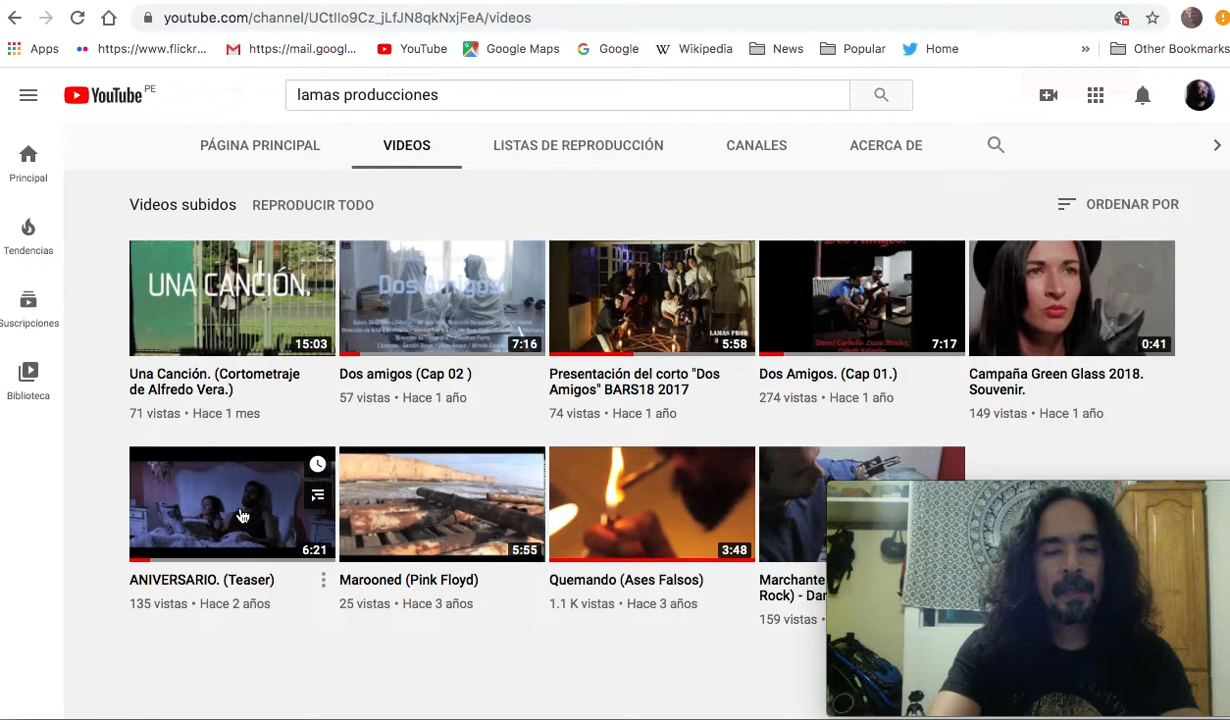 youtube.com/channel/UCtIlo9Cz_jLfJN8qkNxjFeA/videos
Apps https://www.flickr... https://mail.googl... YouTube Google Maps Google Wikipedia News Popular Home » Other Bookmarks
YouTube PE
lamas producciones
PÁGINA PRINCIPAL VIDEOS LISTAS DE REPRODUCCIÓN CANALES ACERCA DE
Principal
Tendencias
Suscripciones
Biblioteca
Videos subidos REPRODUCIR TODO ORDENAR POR
UNA CANCIÓN.
15:03
Dos Amigos
7:16
LAMAS PROD
5:58
Dos Amigos.
7:17
0:41
Una Canción. (Cortometraje de Alfredo Vera.)
71 vistas • Hace 1 mes
Dos amigos (Cap 02 )
57 vistas • Hace 1 año
Presentación del corto "Dos Amigos" BARS18 2017
74 vistas • Hace 1 año
Dos Amigos. (Cap 01.)
274 vistas • Hace 1 año
Campaña Green Glass 2018. Souvenir.
149 vistas • Hace 1 año
6:21
5:55
3:48
ANIVERSARIO. (Teaser)
135 vistas • Hace 2 años
Marooned (Pink Floyd)
25 vistas • Hace 3 años
Quemando (Ases Falsos)
1.1 K vistas • Hace 3 años
Marchante
Rock) - Dar
159 vistas •